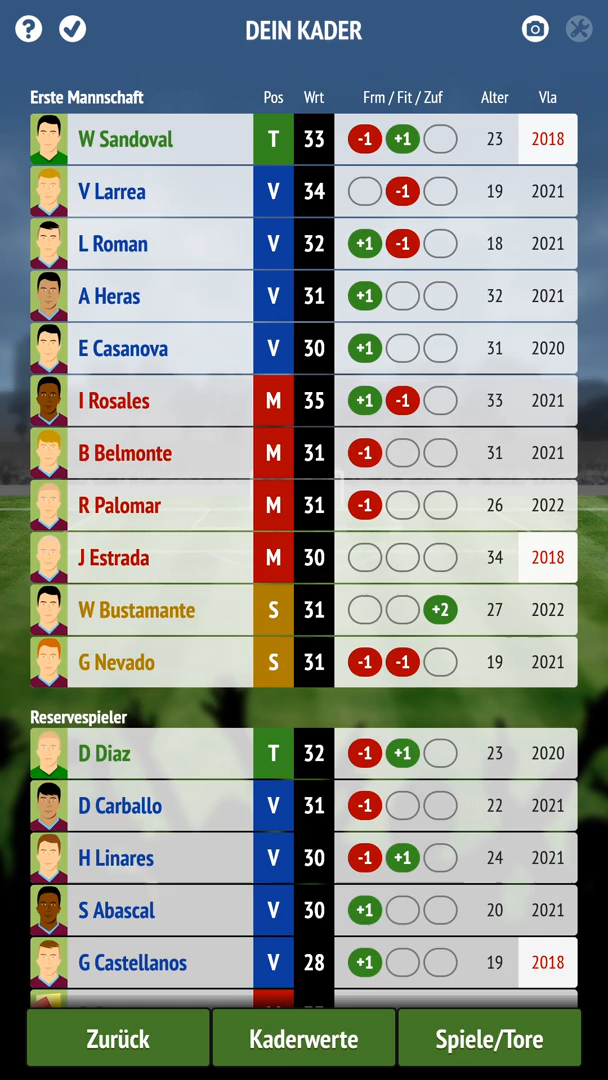 ?
DEIN KADER
Erste Mannschaft Pos Wrt Frm / Fit / Zuf Alter Vla
W Sandoval T 33 -1 +1 23 2018
V Larrea V 34 -1 19 2021
L Roman V 32 +1 -1 18 2021
A Heras V 31 +1 32 2021
E Casanova V 30 +1 31 2020
I Rosales M 35 +1 -1 33 2021
B Belmonte M 31 -1 31 2021
R Palomar M 31 -1 26 2022
J Estrada M 30 34 2018
W Bustamante S 31 +2 27 2022
G Nevado S 31 -1 -1 19 2021
Reservespieler
D Diaz T 32 -1 +1 23 2020
D Carballo V 31 -1 22 2021
H Linares V 30 -1 +1 24 2021
S Abascal V 30 +1 20 2021
G Castellanos V 28 +1 19 2018
Zurück Kaderwerte Spiele/Tore